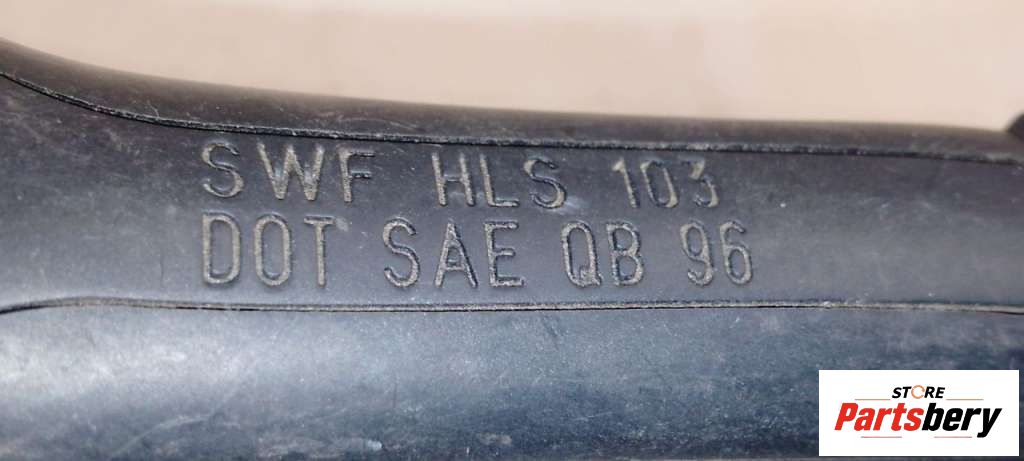 SWF HLS 103
DOT SAE QB 96
STORE
Partsbery